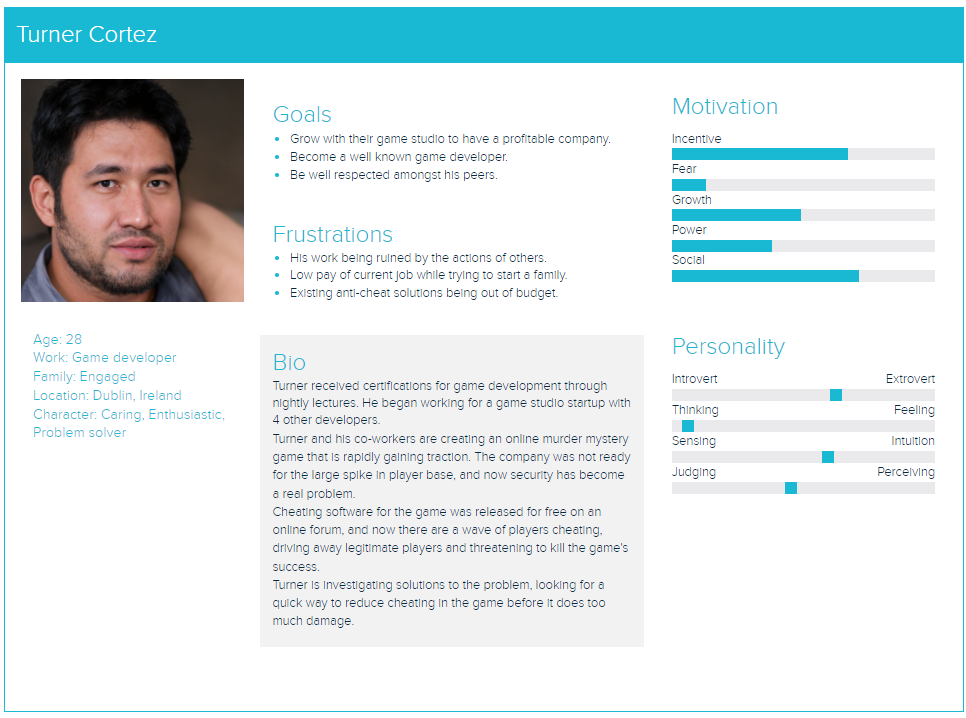 Turner Cortez
Age: 28
Work: Game developer
Family: Engaged
Location: Dublin, Ireland
Character: Caring, Enthusiastic,
Problem solver
Goals
Grow with their game studio to have a profitable company.
Become a well known game developer.
Be well respected amongst his peers.
Frustrations
His work being ruined by the actions of others.
Low pay of current job while trying to start a family.
Existing anti-cheat solutions being out of budget.
Bio
Turner received certifications for game development through
nightly lectures. He began working for a game studio startup with
4 other developers.
Turner and his co-workers are creating an online murder mystery
game that is rapidly gaining traction. The company was not ready
for the large spike in player base, and now security has become
a real problem.
Cheating software for the game was released for free on an
online forum, and now there are a wave of players cheating,
driving away legitimate players and threatening to kill the game's
success.
Turner is investigating solutions to the problem, looking for a
quick way to reduce cheating in the game before it does too
much damage.
Motivation
Incentive
Fear
Growth
Power
Social
Personality
Introvert Extrovert
Thinking Feeling
Sensing Intuition
Judging Perceiving